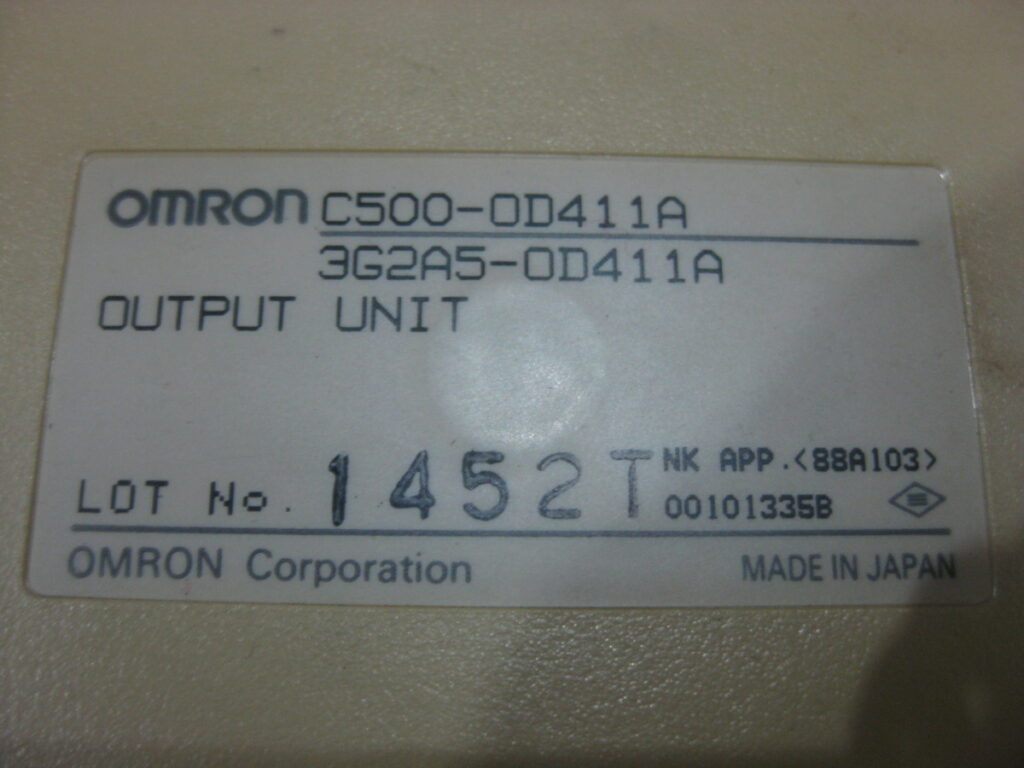 OMRON C500-OD411A
3G2A5-OD411A
OUTPUT UNIT
LOT No. 1452T NK APP.<88A103>
00101335B
OMRON Corporation MADE IN JAPAN